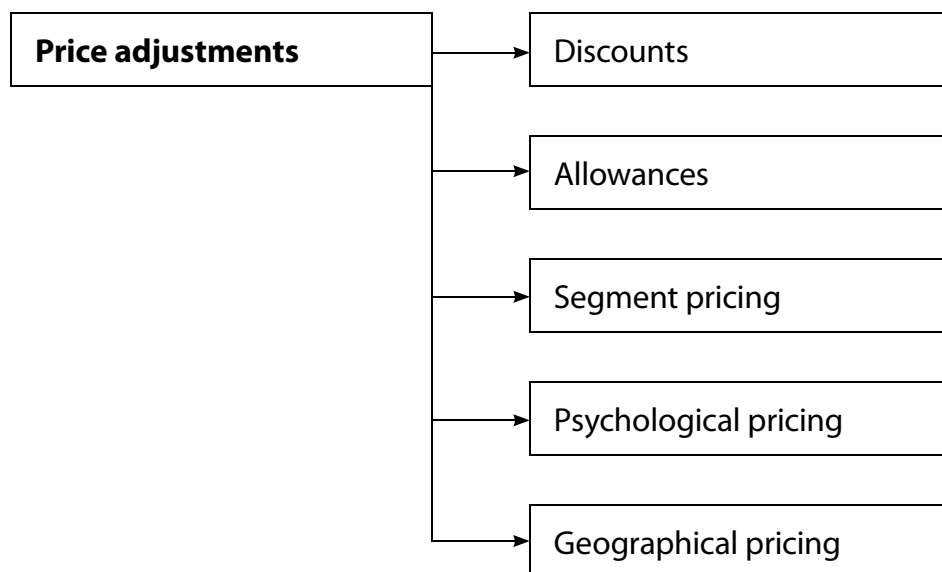 Price adjustments
Discounts
Allowances
Segment pricing
Psychological pricing
Geographical pricing